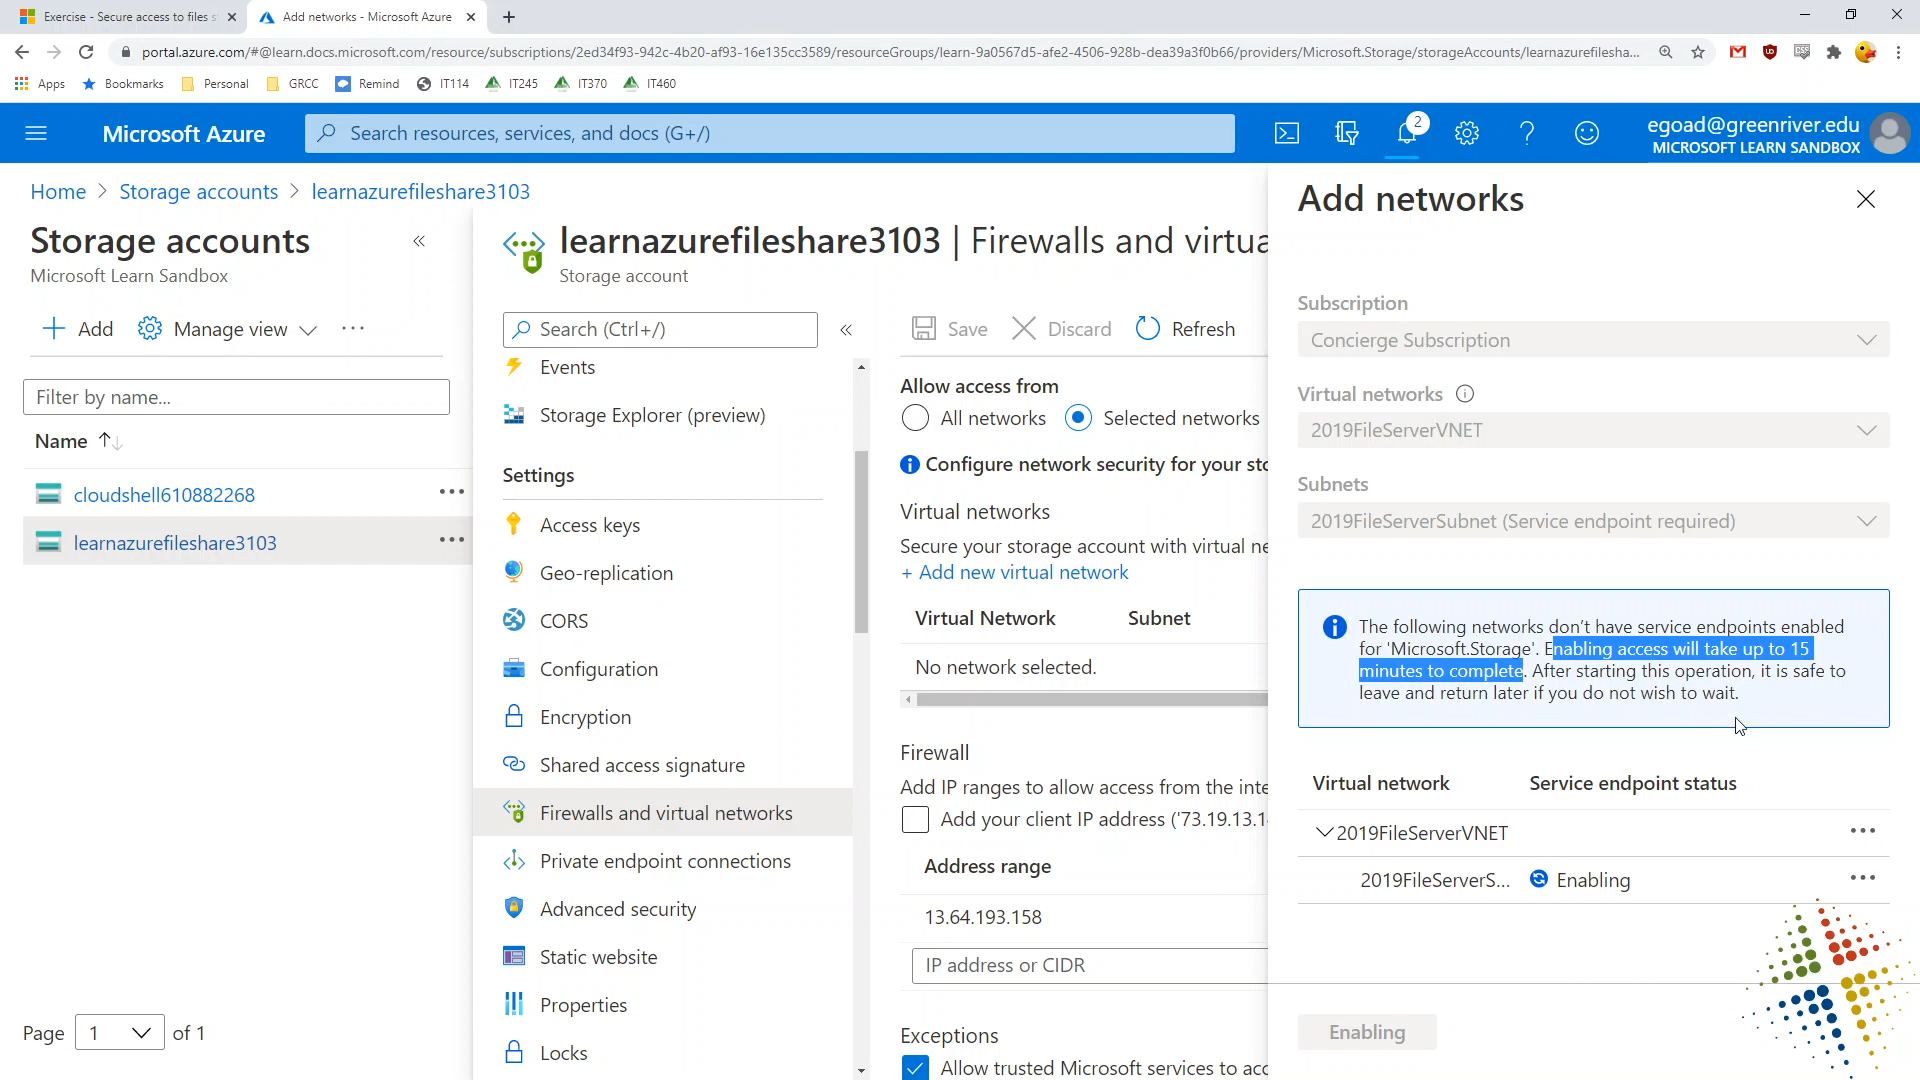 Exercise - Secure access to files s
Add networks - Microsoft Azure
portal.azure.com/#@learn.docs.microsoft.com/resource/subscriptions/2ed34f93-942c-4b20-af93-16e135cc3589/resourceGroups/learn-9a0567d5-afe2-4506-928b-dea39a3f0b66/providers/Microsoft.Storage/storageAccounts/learnazurefilesha...
Apps
Bookmarks
Personal
GRCC
Remind
IT114
IT245
IT370
IT460
Microsoft Azure
Search resources, services, and docs (G+/)
2
egoad@greenriver.edu
MICROSOFT LEARN SANDBOX
Home > Storage accounts > learnazurefileshare3103
Storage accounts
Microsoft Learn Sandbox
Add
Manage view
Filter by name...
Name
cloudshell610882268
learnazurefileshare3103
Page 1 of 1
learnazurefileshare3103 | Firewalls and virtua
Storage account
Search (Ctrl+/)
Events
Storage Explorer (preview)
Settings
Access keys
Geo-replication
CORS
Configuration
Encryption
Shared access signature
Firewalls and virtual networks
Private endpoint connections
Advanced security
Static website
Properties
Locks
Save
Discard
Refresh
Allow access from
All networks
Selected networks
Configure network security for your sto
Virtual networks
Secure your storage account with virtual ne
+ Add new virtual network
Virtual Network Subnet
No network selected.
Firewall
Add IP ranges to allow access from the inte
Add your client IP address ('73.19.13.1
Address range
13.64.193.158
IP address or CIDR
Exceptions
Allow trusted Microsoft services to acc
Add networks
Subscription
Concierge Subscription
Virtual networks
2019FileServerVNET
Subnets
2019FileServerSubnet (Service endpoint required)
The following networks don't have service endpoints enabled
for 'Microsoft.Storage'. Enabling access will take up to 15
minutes to complete. After starting this operation, it is safe to
leave and return later if you do not wish to wait.
Virtual network Service endpoint status
2019FileServerVNET
2019FileServerS... Enabling
Enabling